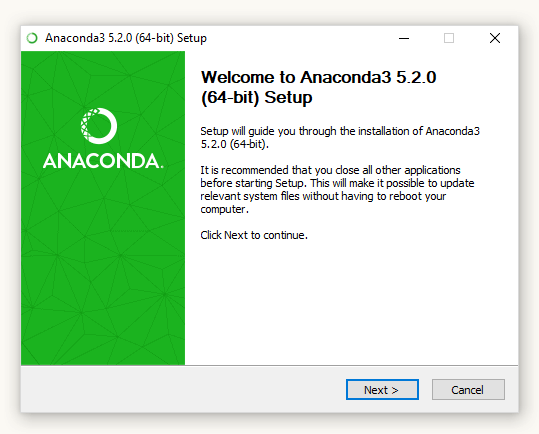 Anaconda3 5.2.0 (64-bit) Setup
ANACONDA.
Welcome to Anaconda3 5.2.0
(64-bit) Setup
Setup will guide you through the installation of Anaconda3
5.2.0 (64-bit).
It is recommended that you close all other applications
before starting Setup. This will make it possible to update
relevant system files without having to reboot your
computer.
Click Next to continue.
Next >
Cancel